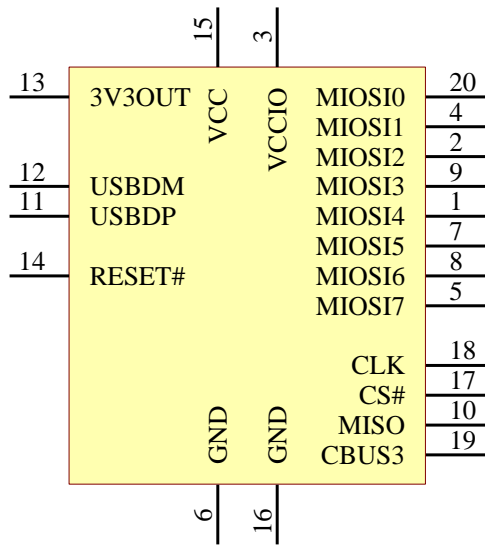 15 3
13 3V3OUT VCC VCCIO MIOSI0 20
MIOSI1 4
MIOSI2 2
12 USBDM MIOSI3 9
11 USBDP MIOSI4 1
MIOSI5 7
14 RESET# MIOSI6 8
MIOSI7 5
CLK 18
CS# 17
GND GND MISO 10
CBUS3 19
6 16